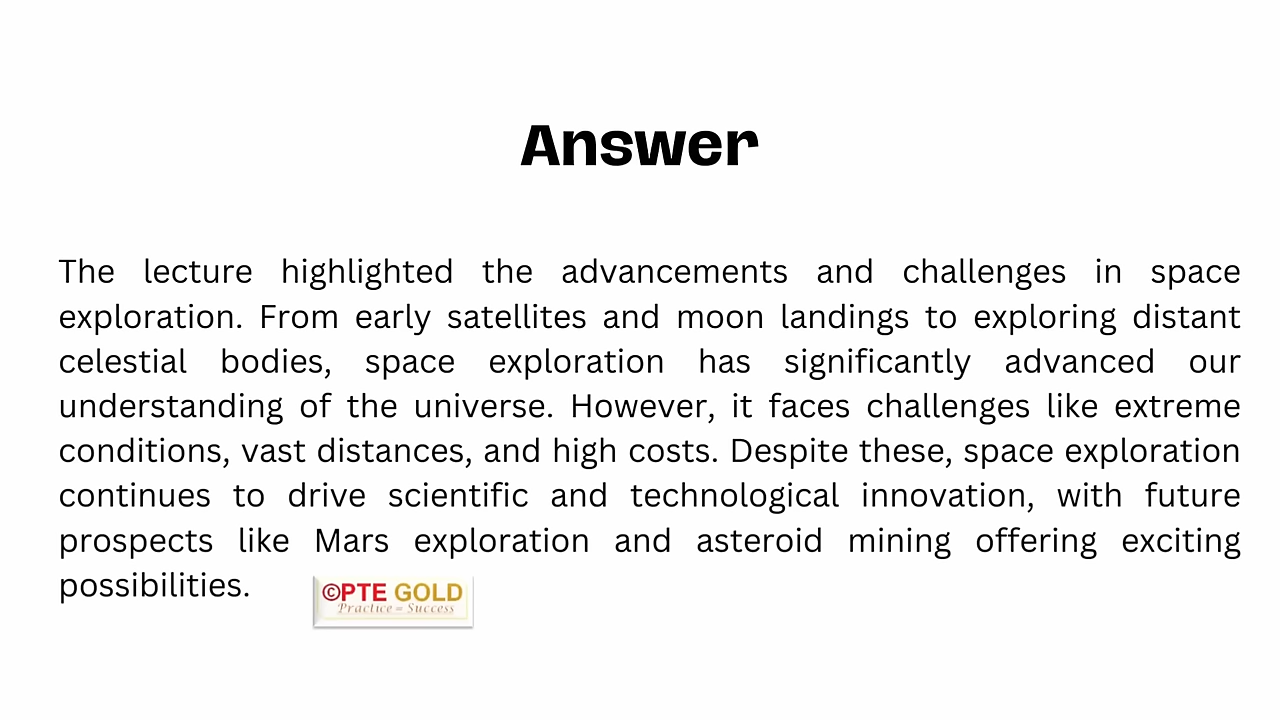 Answer
The lecture highlighted the advancements and challenges in space
exploration. From early satellites and moon landings to exploring distant
celestial bodies, space exploration has significantly advanced our
understanding of the universe. However, it faces challenges like extreme
conditions, vast distances, and high costs. Despite these, space exploration
continues to drive scientific and technological innovation, with future
prospects like Mars exploration and asteroid mining offering exciting
possibilities.
©PTE GOLD
Practice = Success